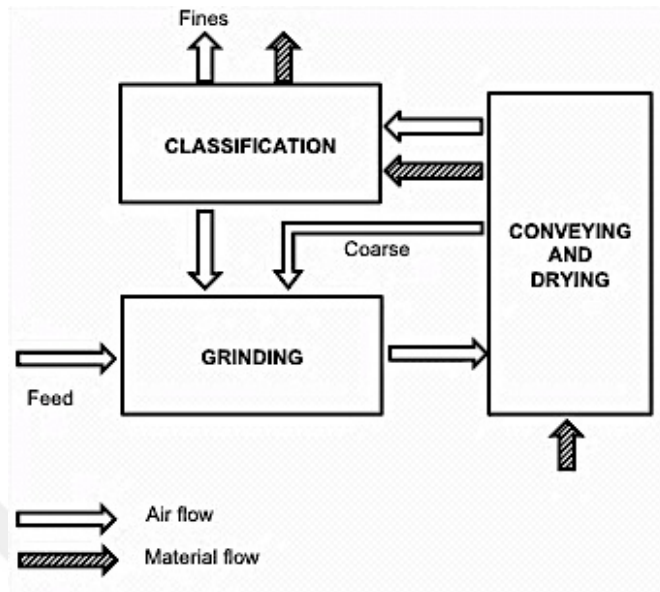 Fines
CLASSIFICATION
Coarse
CONVEYING
AND
DRYING
GRINDING
Feed
Air flow
Material flow